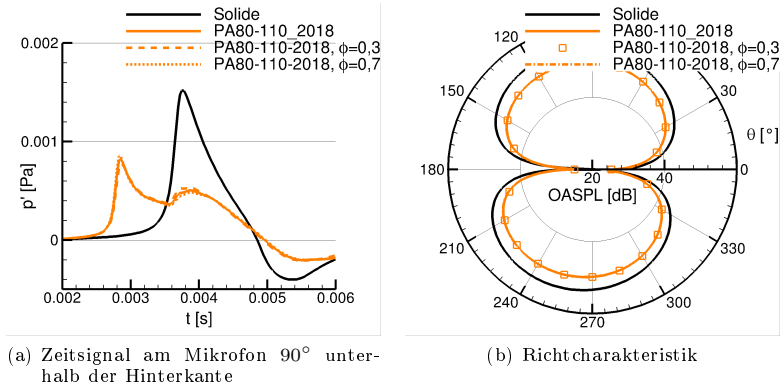 Solide
PA80-110_2018
PA80-110-2018, ϕ=0,3
PA80-110-2018, ϕ=0,7
0.002
0.001
0
p' [Pa]
0.002 0.003 0.004 0.005 0.006
t [s]
(a) Zeitsignal am Mikrofon 90° unter-
halb der Hinterkante
Solide
PA80-110_2018
PA80-110-2018, ϕ=0,3
PA80-110-2018, ϕ=0,7
120
150
30
θ [°]
180
20 40
0
OASPL [dB]
210
330
240
300
270
(b) Richtcharakteristik